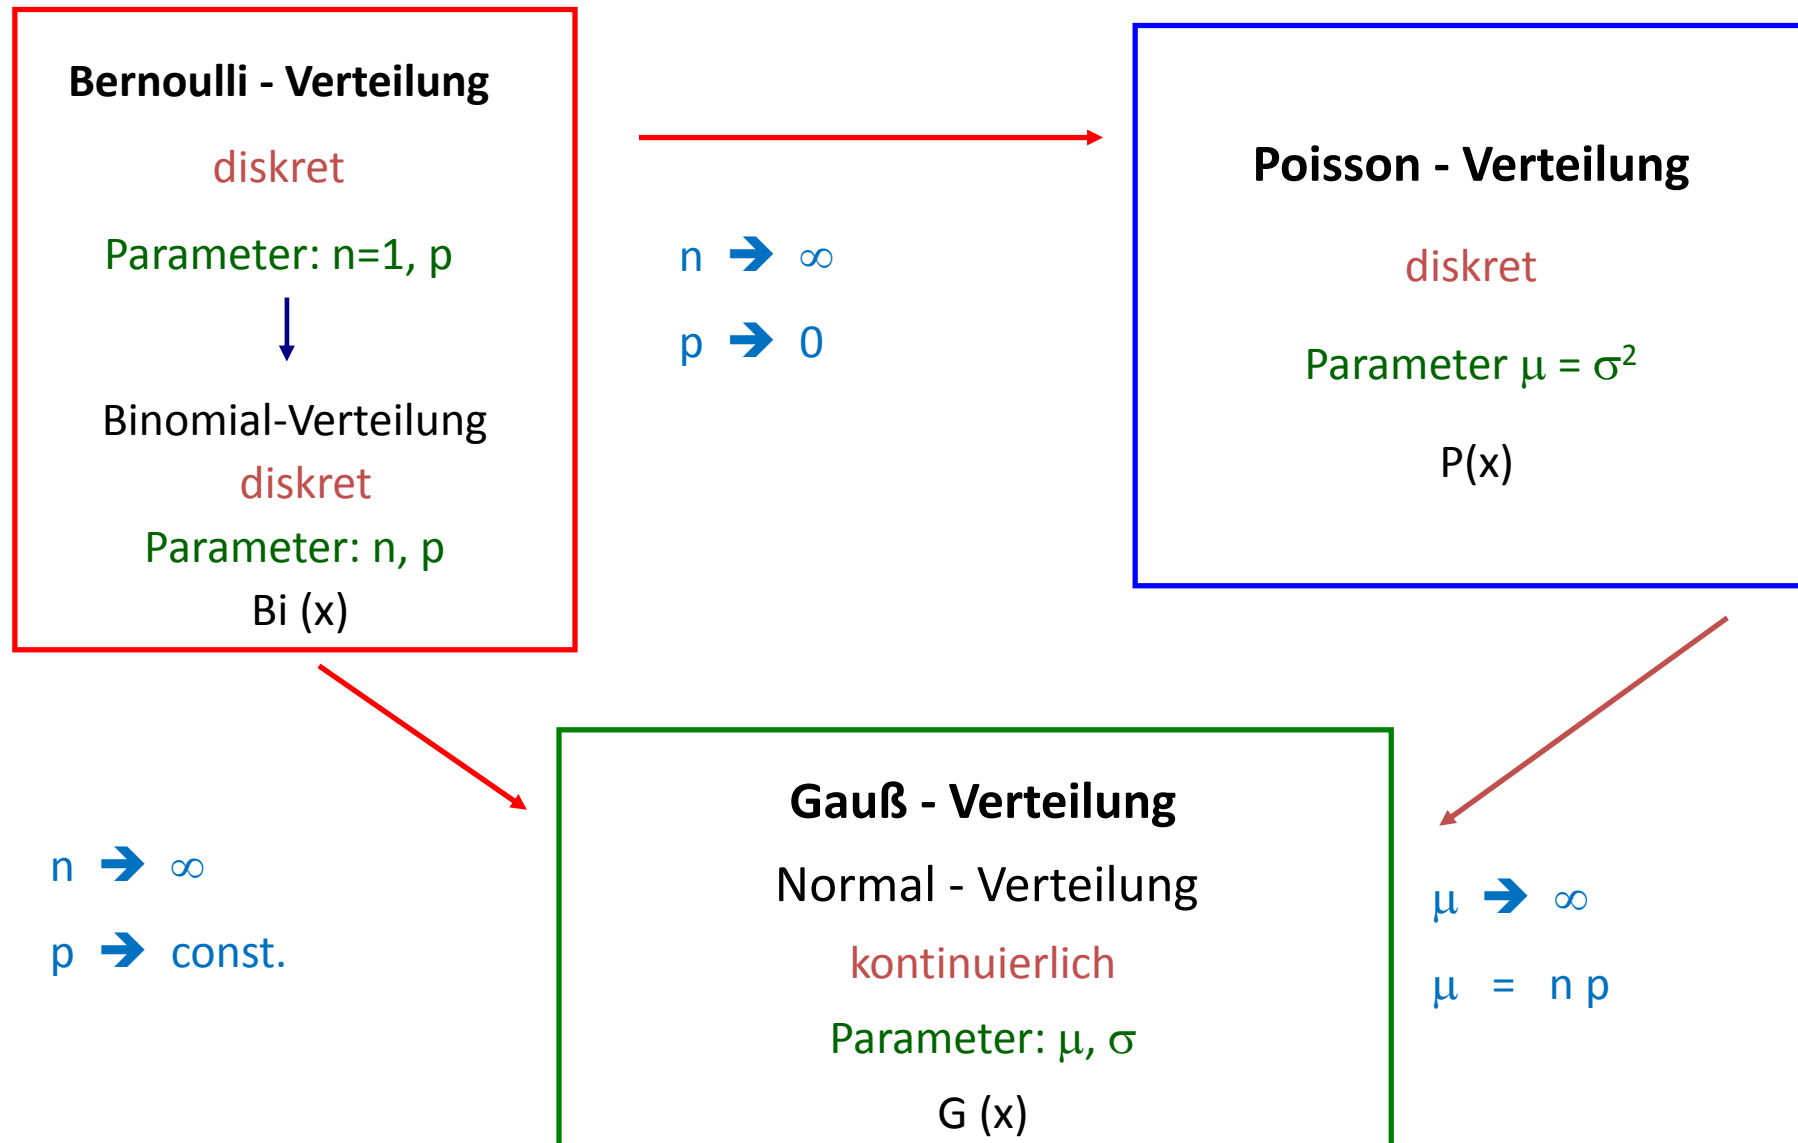 Bernoulli - Verteilung
diskret
Parameter: n=1, p
Binomial-Verteilung
diskret
Parameter: n, p
Bi (x)
n ➔ ∞
p ➔ 0
Poisson - Verteilung
diskret
Parameter μ = σ²
P(x)
n ➔ ∞
p ➔ const.
Gauß - Verteilung
Normal - Verteilung
kontinuierlich
Parameter: μ, σ
G (x)
μ ➔ ∞
μ = n p